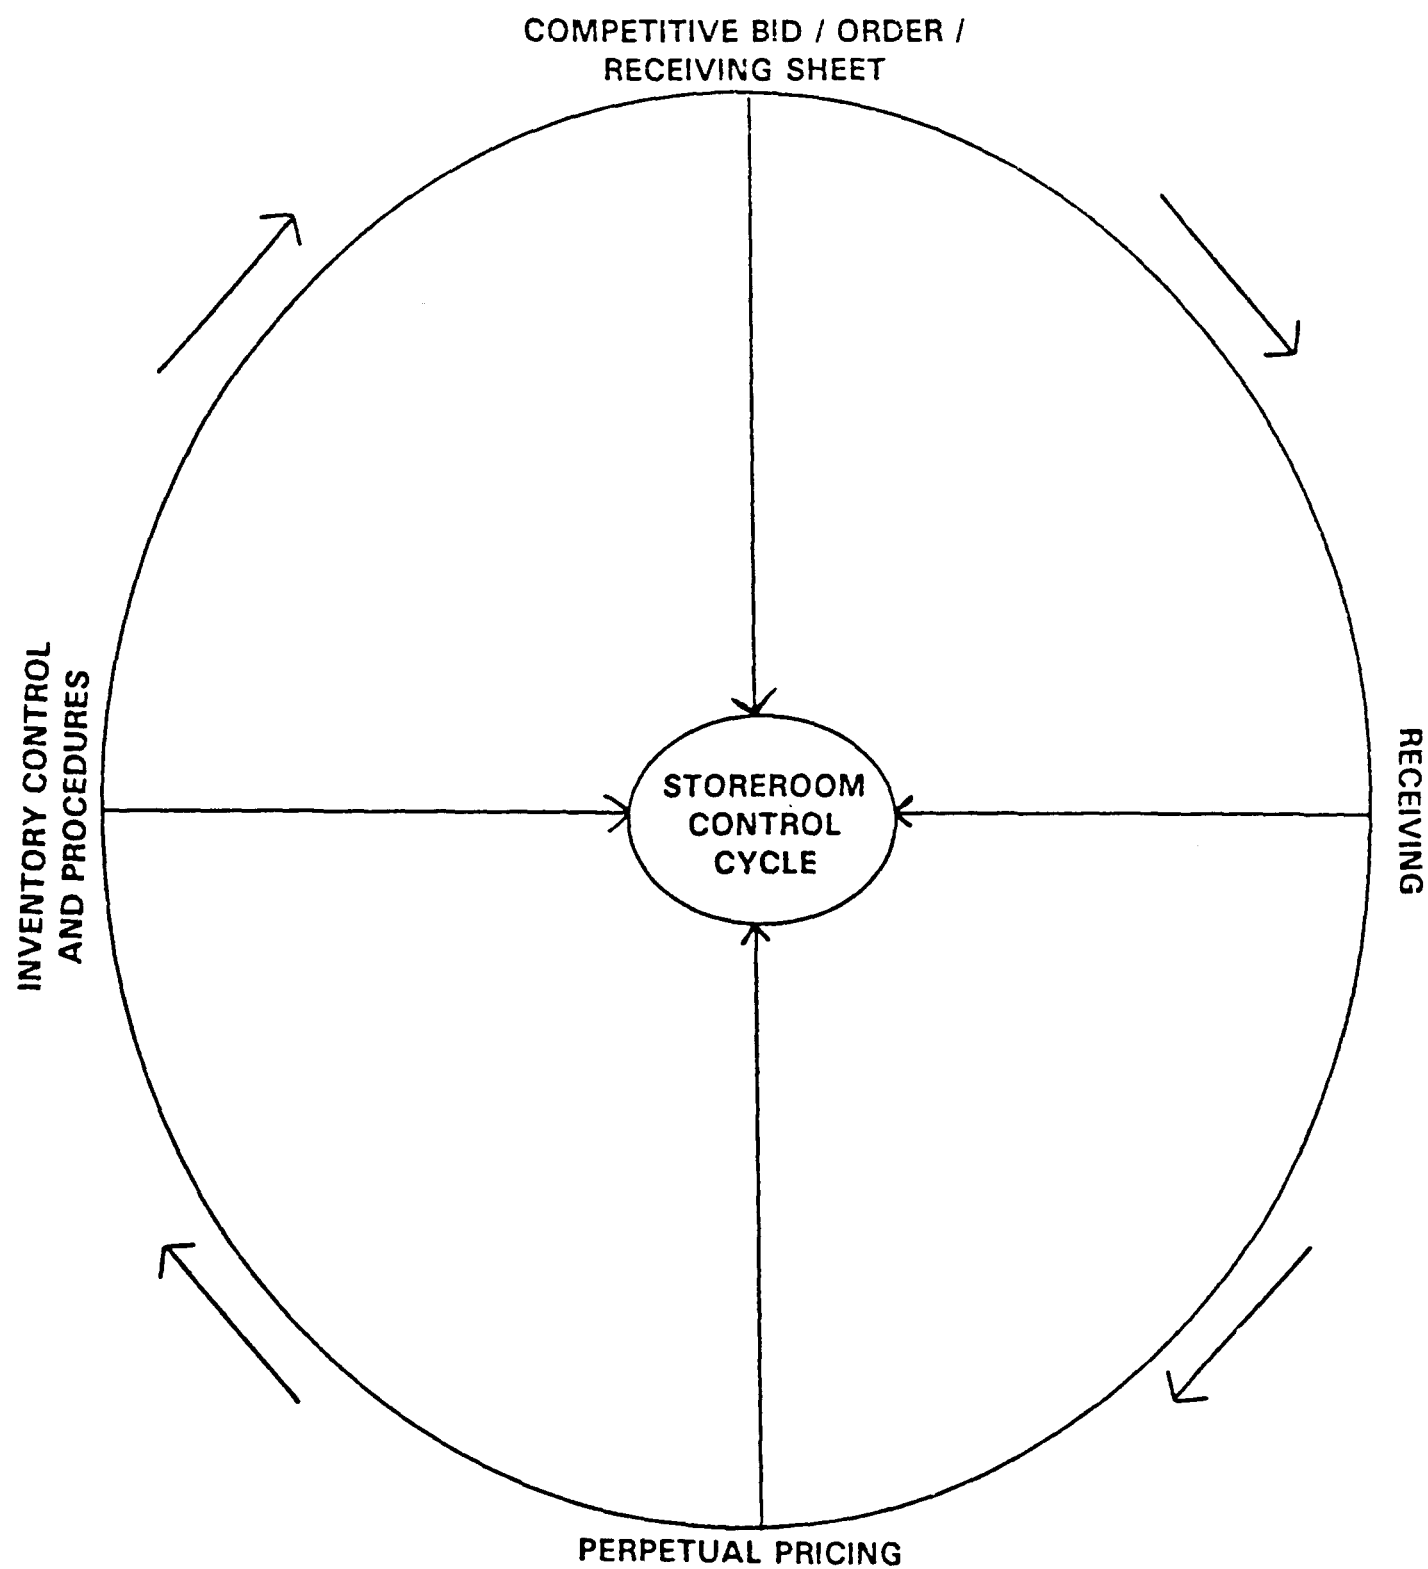 COMPETITIVE BID / ORDER /
RECEIVING SHEET
INVENTORY CONTROL
AND PROCEDURES
STOREROOM
CONTROL
CYCLE
RECEIVING
PERPETUAL PRICING